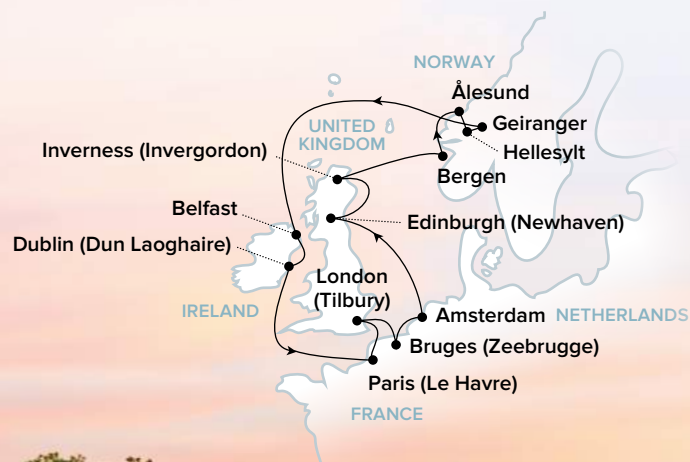 NORWAY
Ålesund
UNITED
KINGDOM
Geiranger
Inverness (Invergordon)
Hellesylt
Bergen
Belfast
Edinburgh (Newhaven)
Dublin (Dun Laoghaire)
London
(Tilbury)
IRELAND
Amsterdam
NETHERLANDS
Bruges (Zeebrugge)
Paris (Le Havre)
FRANCE